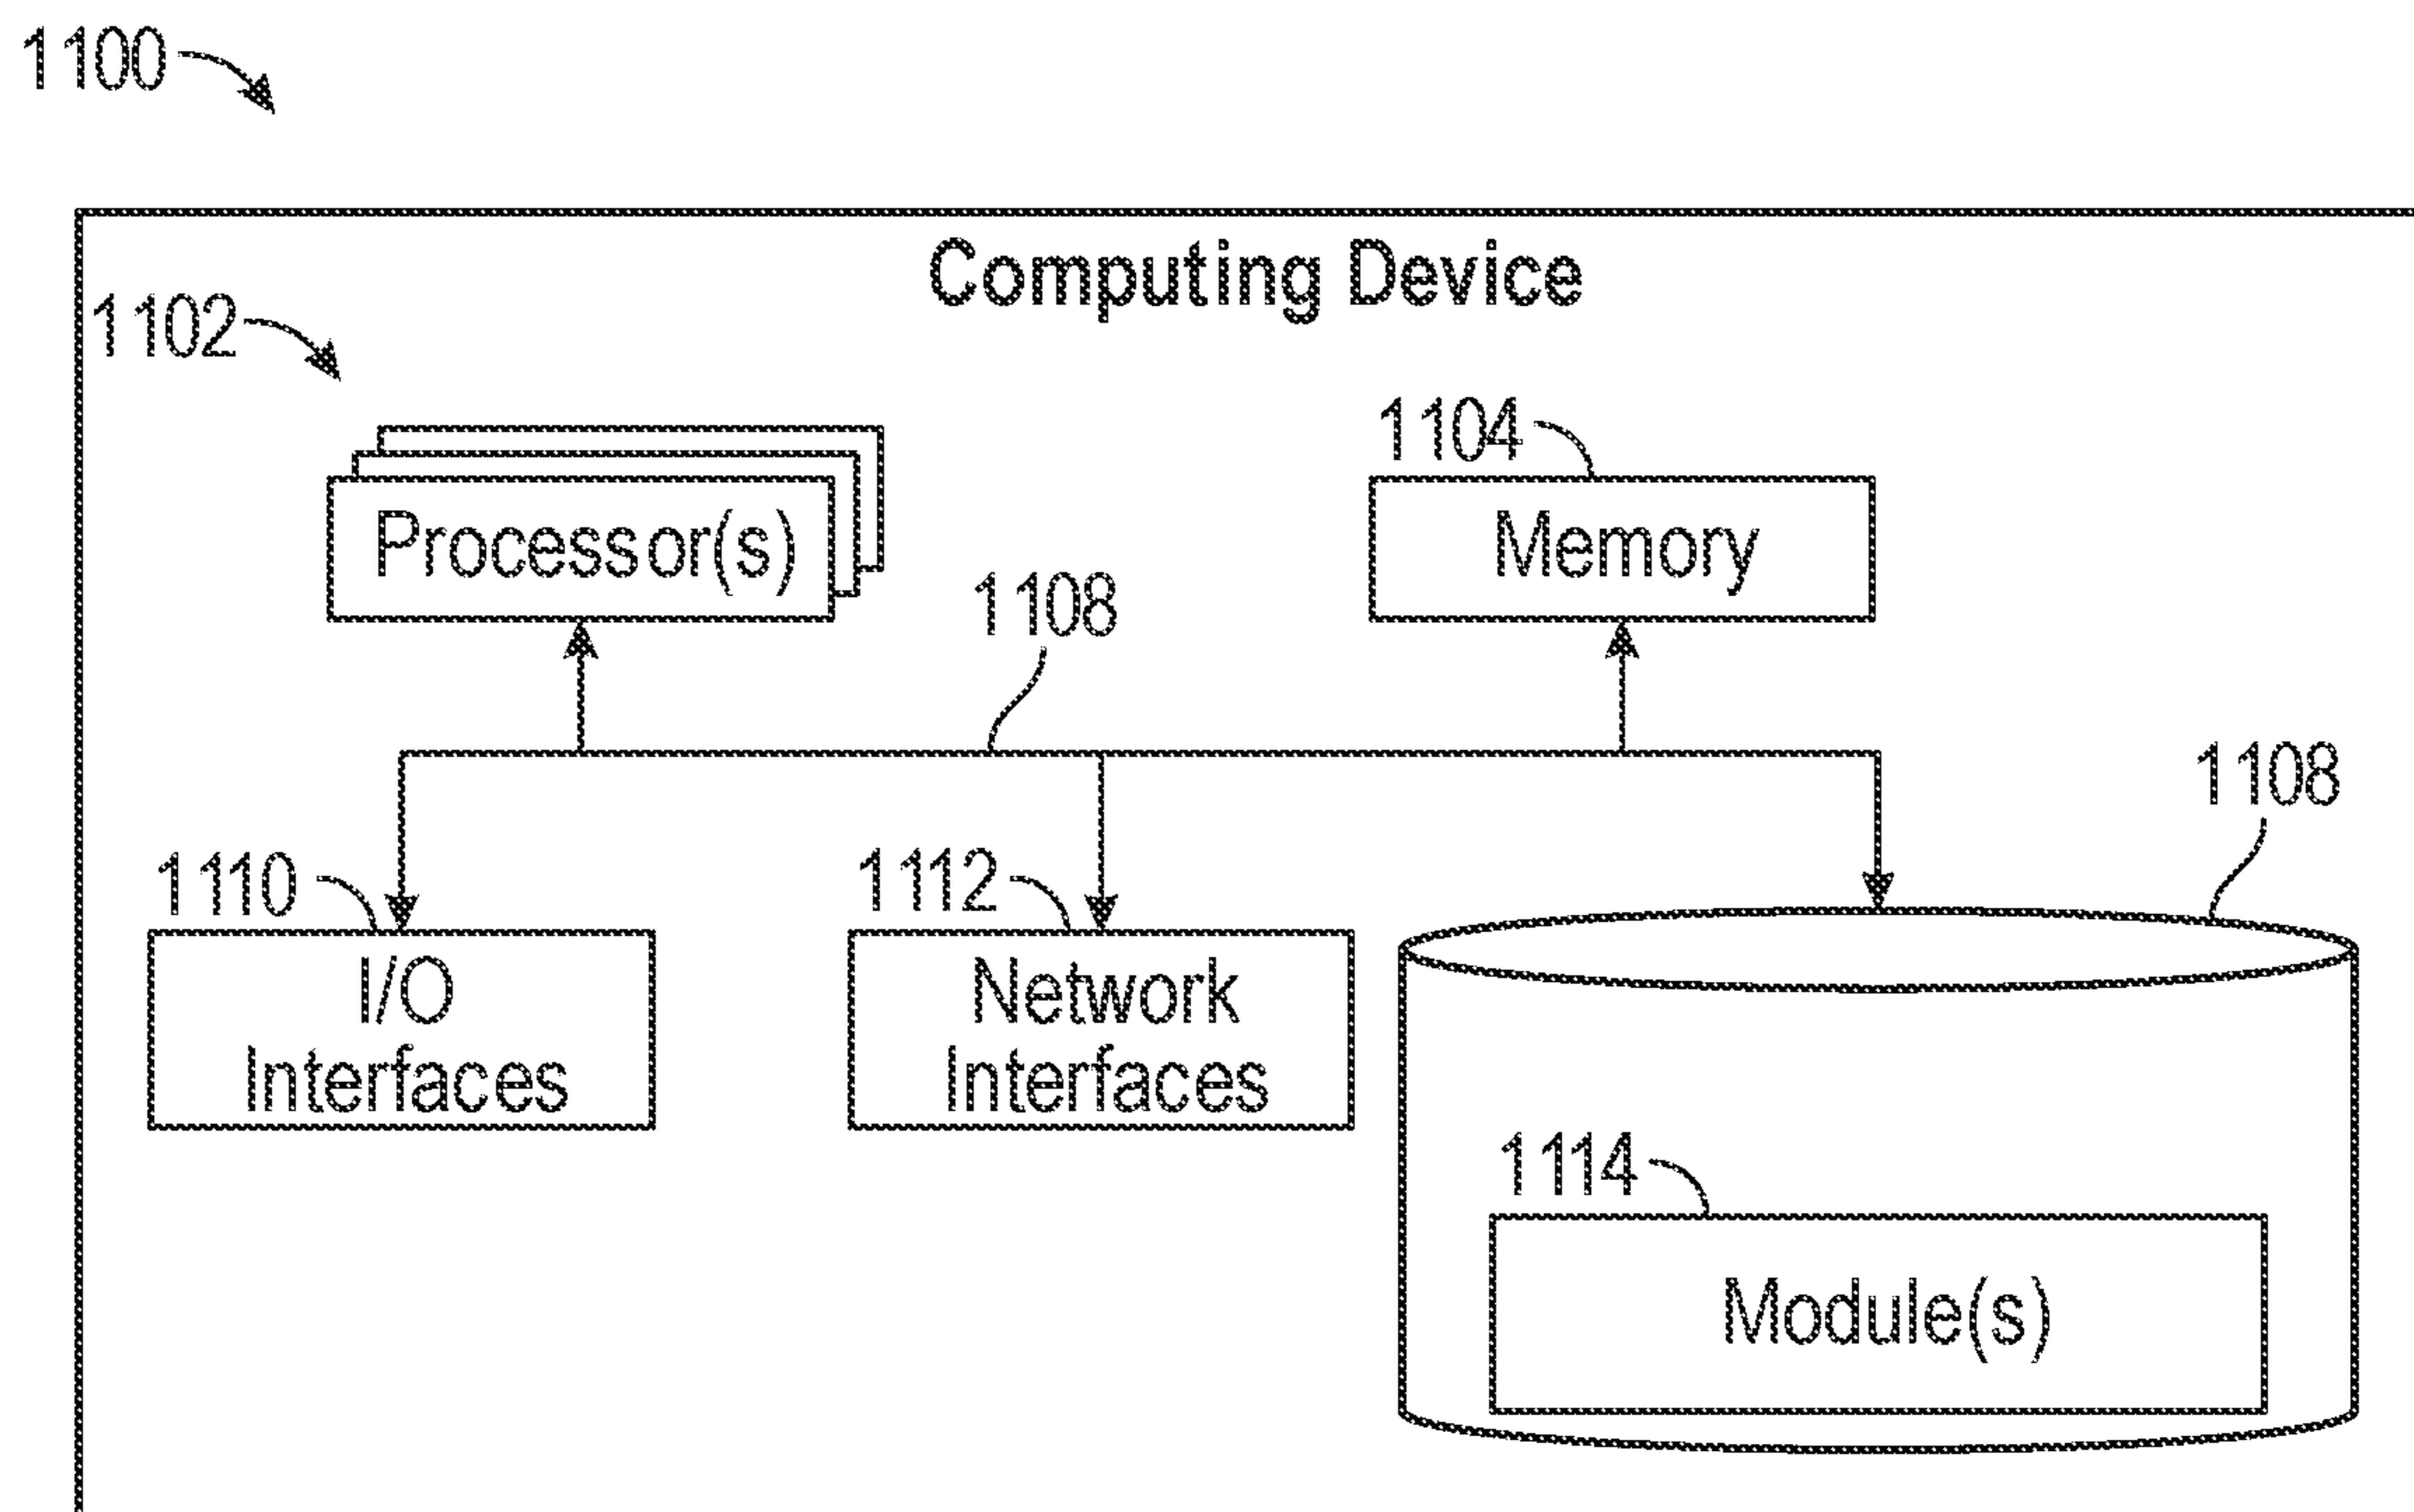 1100
Computing Device
1102
1104
Processor(s)
Memory
1108
1108
1110
1112
I/O
Interfaces
Network
Interfaces
1114
Module(s)